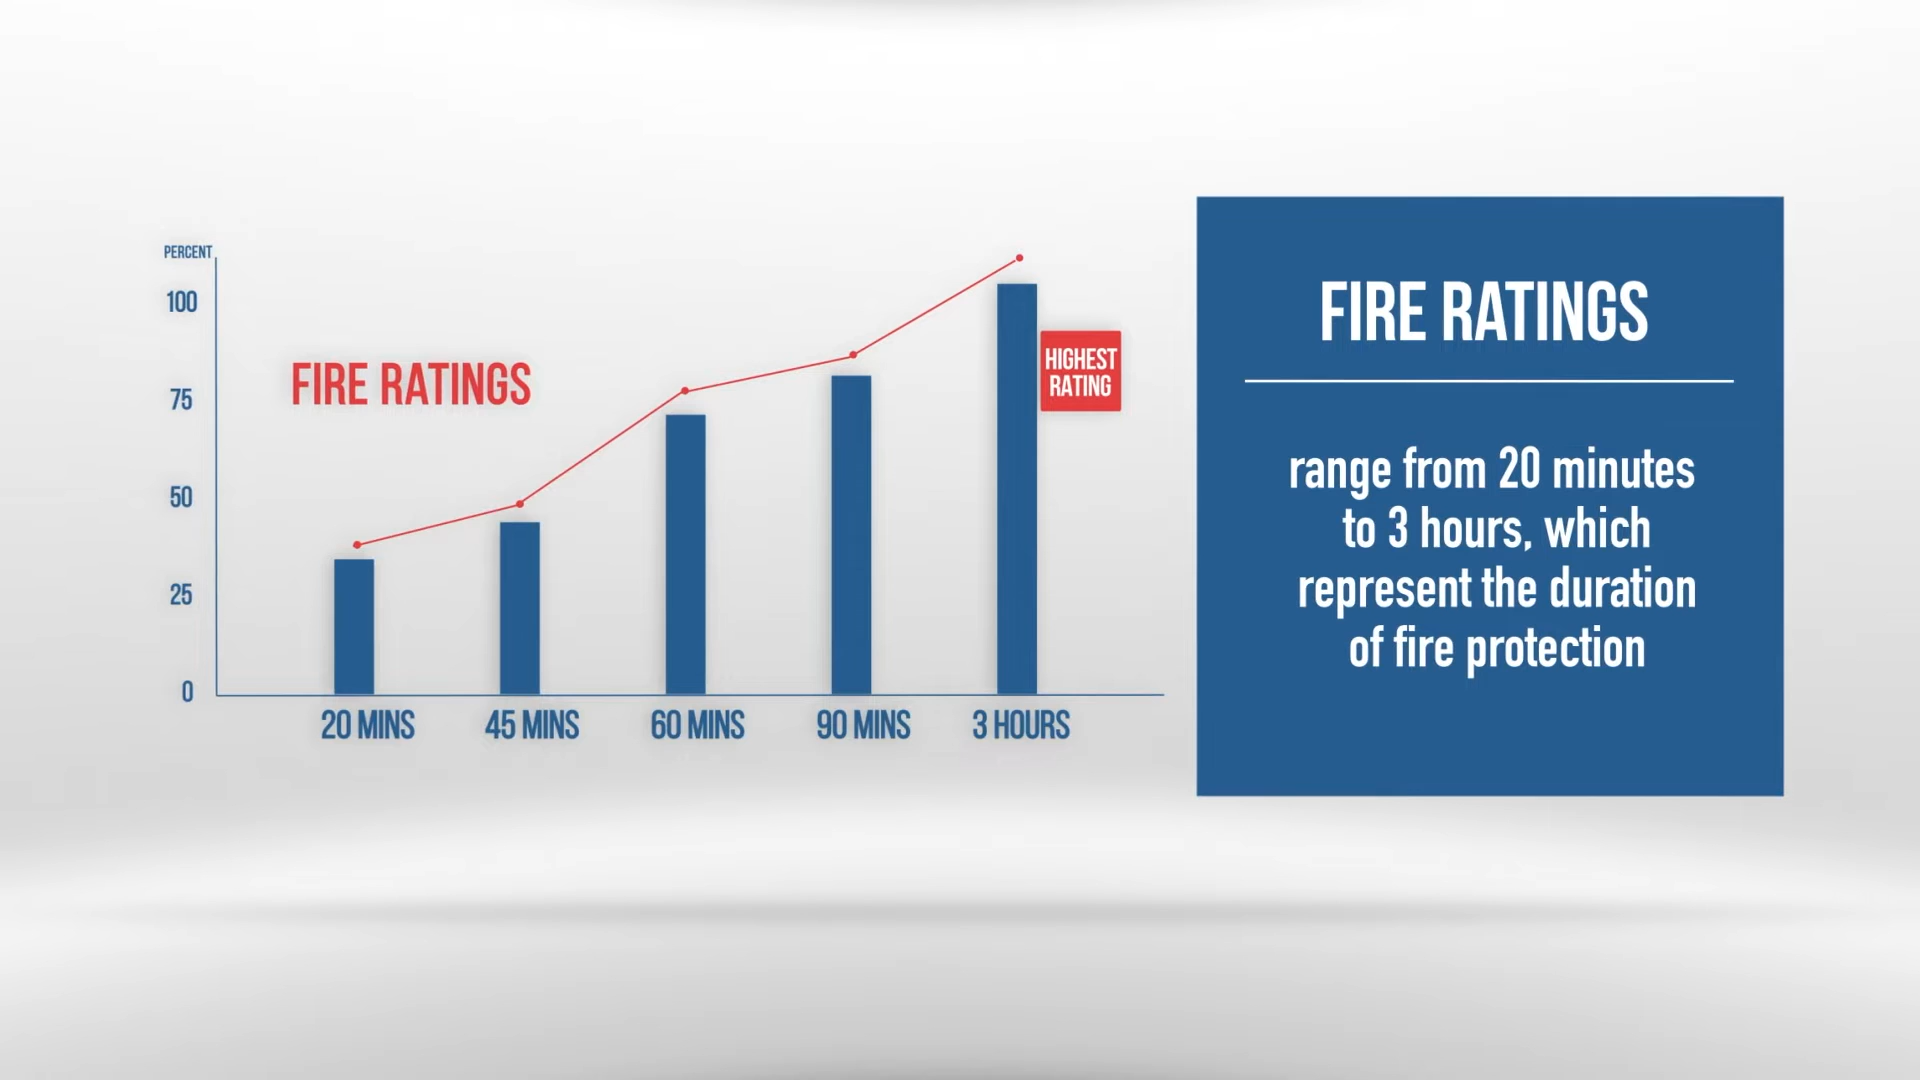 PERCENT
100
75
50
25
0
FIRE RATINGS
HIGHEST
RATING
20 MINS
45 MINS
60 MINS
90 MINS
3 HOURS
FIRE RATINGS
range from 20 minutes
to 3 hours, which
represent the duration
of fire protection